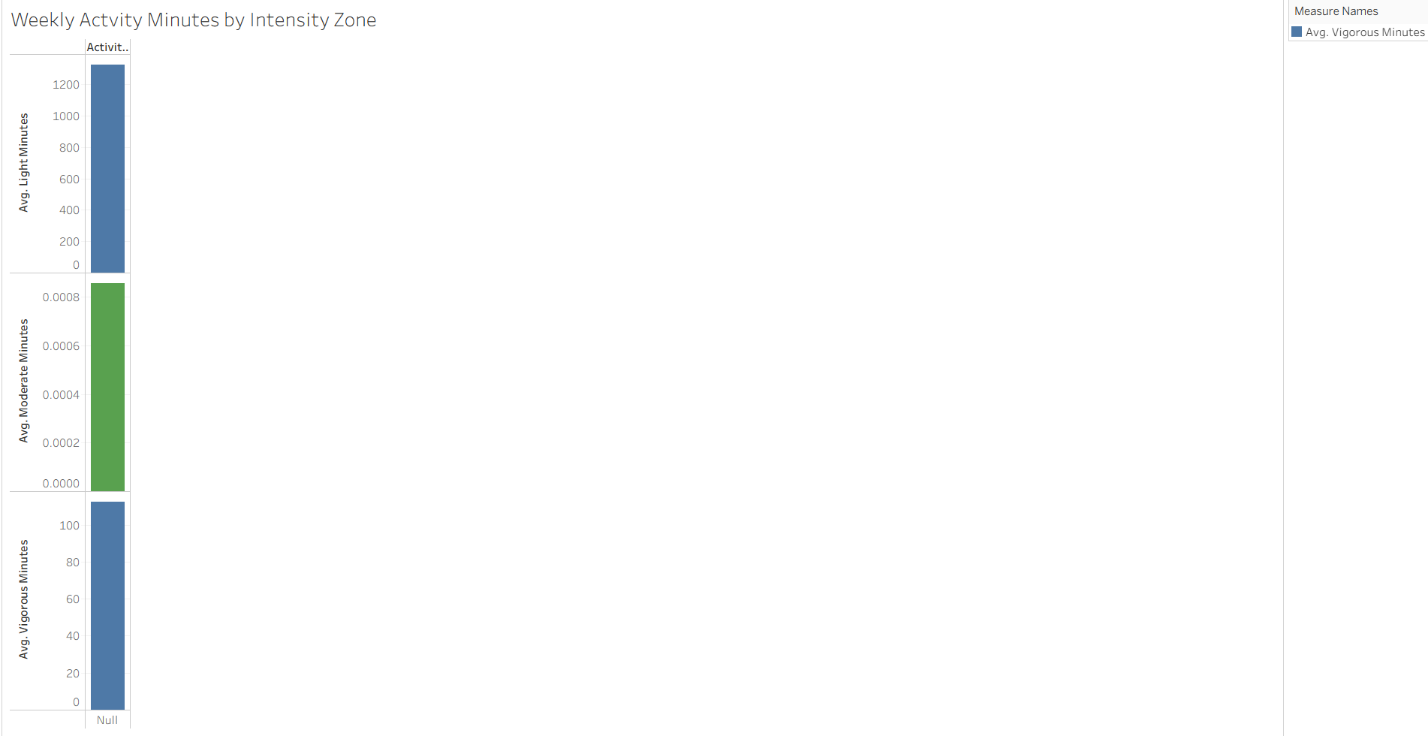 Weekly Actvity Minutes by Intensity Zone
Measure Names
Avg. Vigorous Minutes
Activit..
Avg. Light Minutes
1200
1000
800
600
400
200
0
Avg. Moderate Minutes
0.0008
0.0006
0.0004
0.0002
0.0000
Avg. Vigorous Minutes
100
80
60
40
20
0
Null